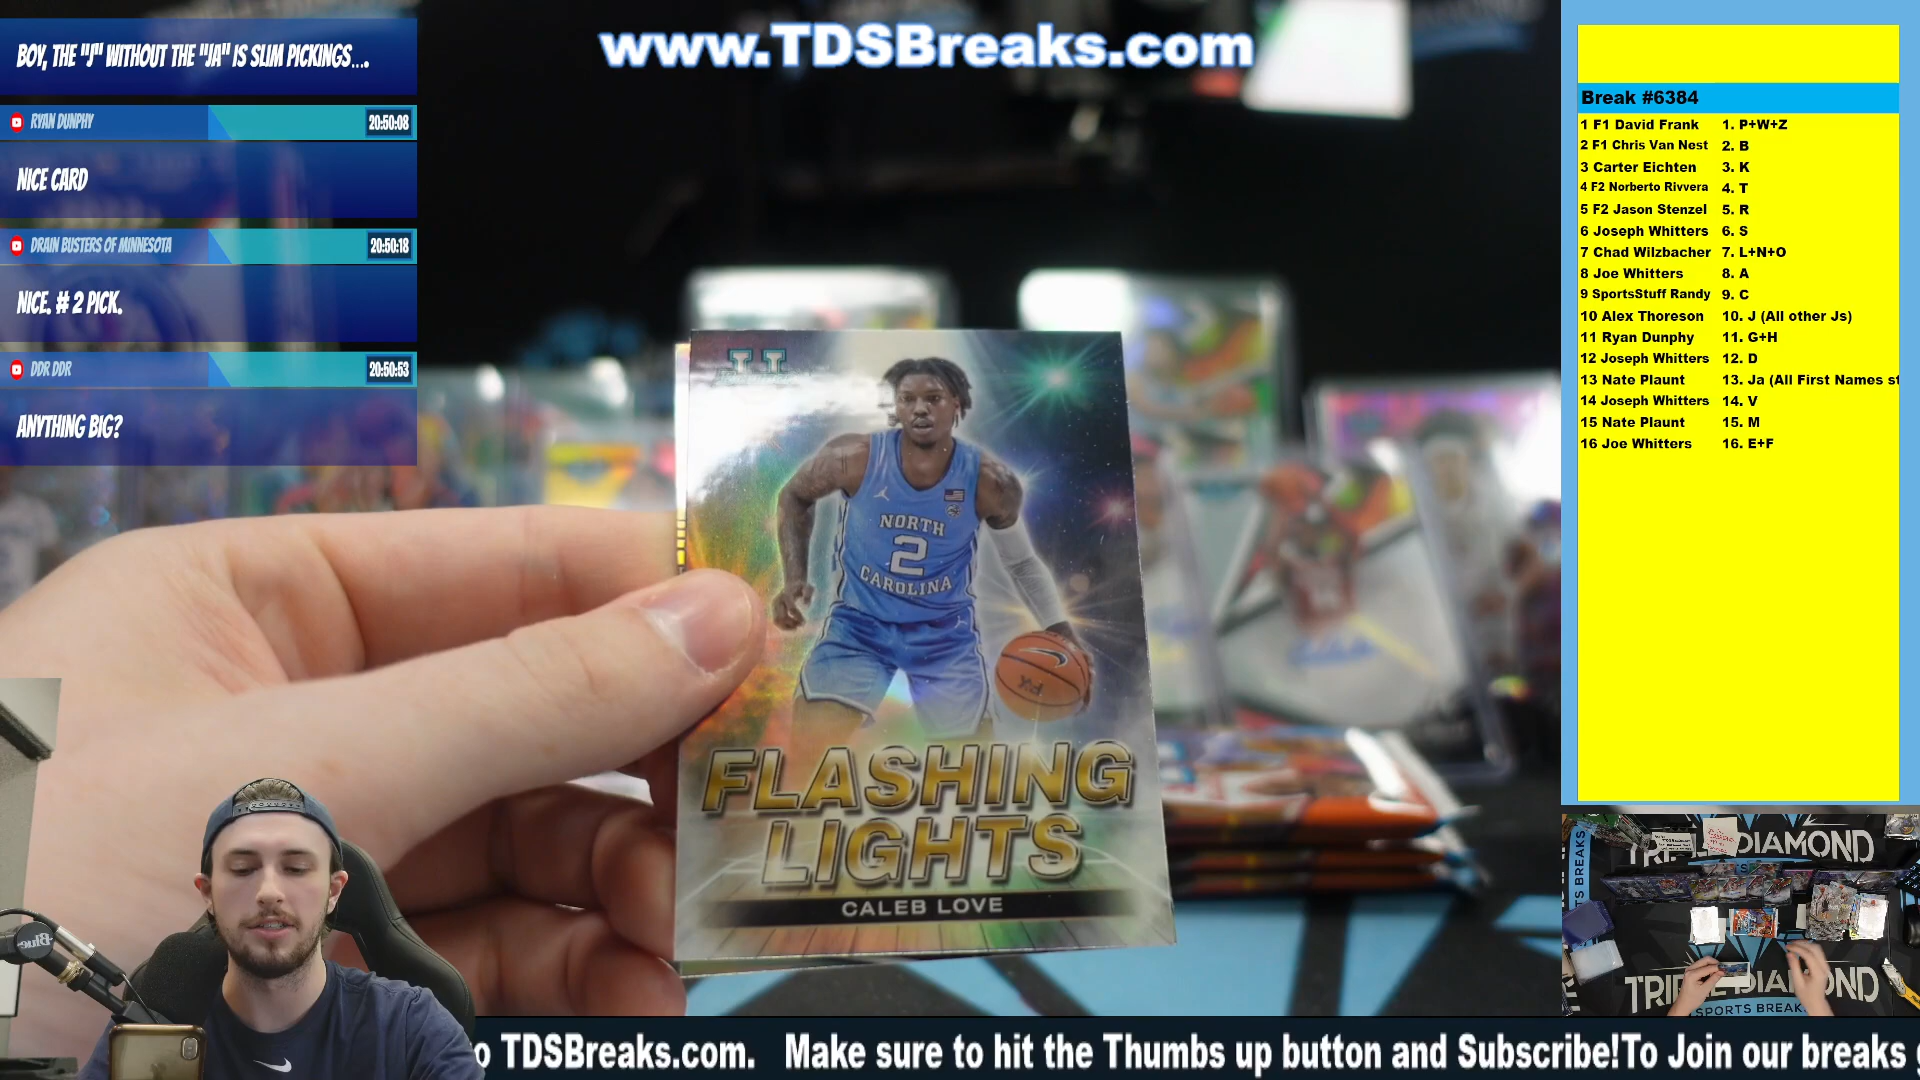 www.TDSBreaks.com
BOY, THE "J" WITHOUT THE "JA" IS SLIM PICKINGS....
RYAN DUNPHY 20:50:08
NICE CARD
DRAIN BUSTERS OF MINNESOTA 20:50:18
NICE. # 2 PICK.
DDR DDR 20:50:53
ANYTHING BIG?
NORTH
2
CAROLINA
FLASHING
LIGHTS
CALEB LOVE
Break #6384
1 F1 David Frank 1. P+W+Z
2 F1 Chris Van Nest 2. B
3 Carter Eichten 3. K
4 F2 Norberto Rivvera 4. T
5 F2 Jason Stenzel 5. R
6 Joseph Whitters 6. S
7 Chad Wilzbacher 7. L+N+O
8 Joe Whitters 8. A
9 SportsStuff Randy 9. C
10 Alex Thoreson 10. J (All other Js)
11 Ryan Dunphy 11. G+H
12 Joseph Whitters 12. D
13 Nate Plaunt 13. Ja (All First Names st
14 Joseph Whitters 14. V
15 Nate Plaunt 15. M
16 Joe Whitters 16. E+F
TRIPLE DIAMOND
S BREAKS
TRIPLE DIAMOND
SPORTS BREAK
Blue
o TDSBreaks.com. Make sure to hit the Thumbs up button and Subscribe!To Join our breaks g